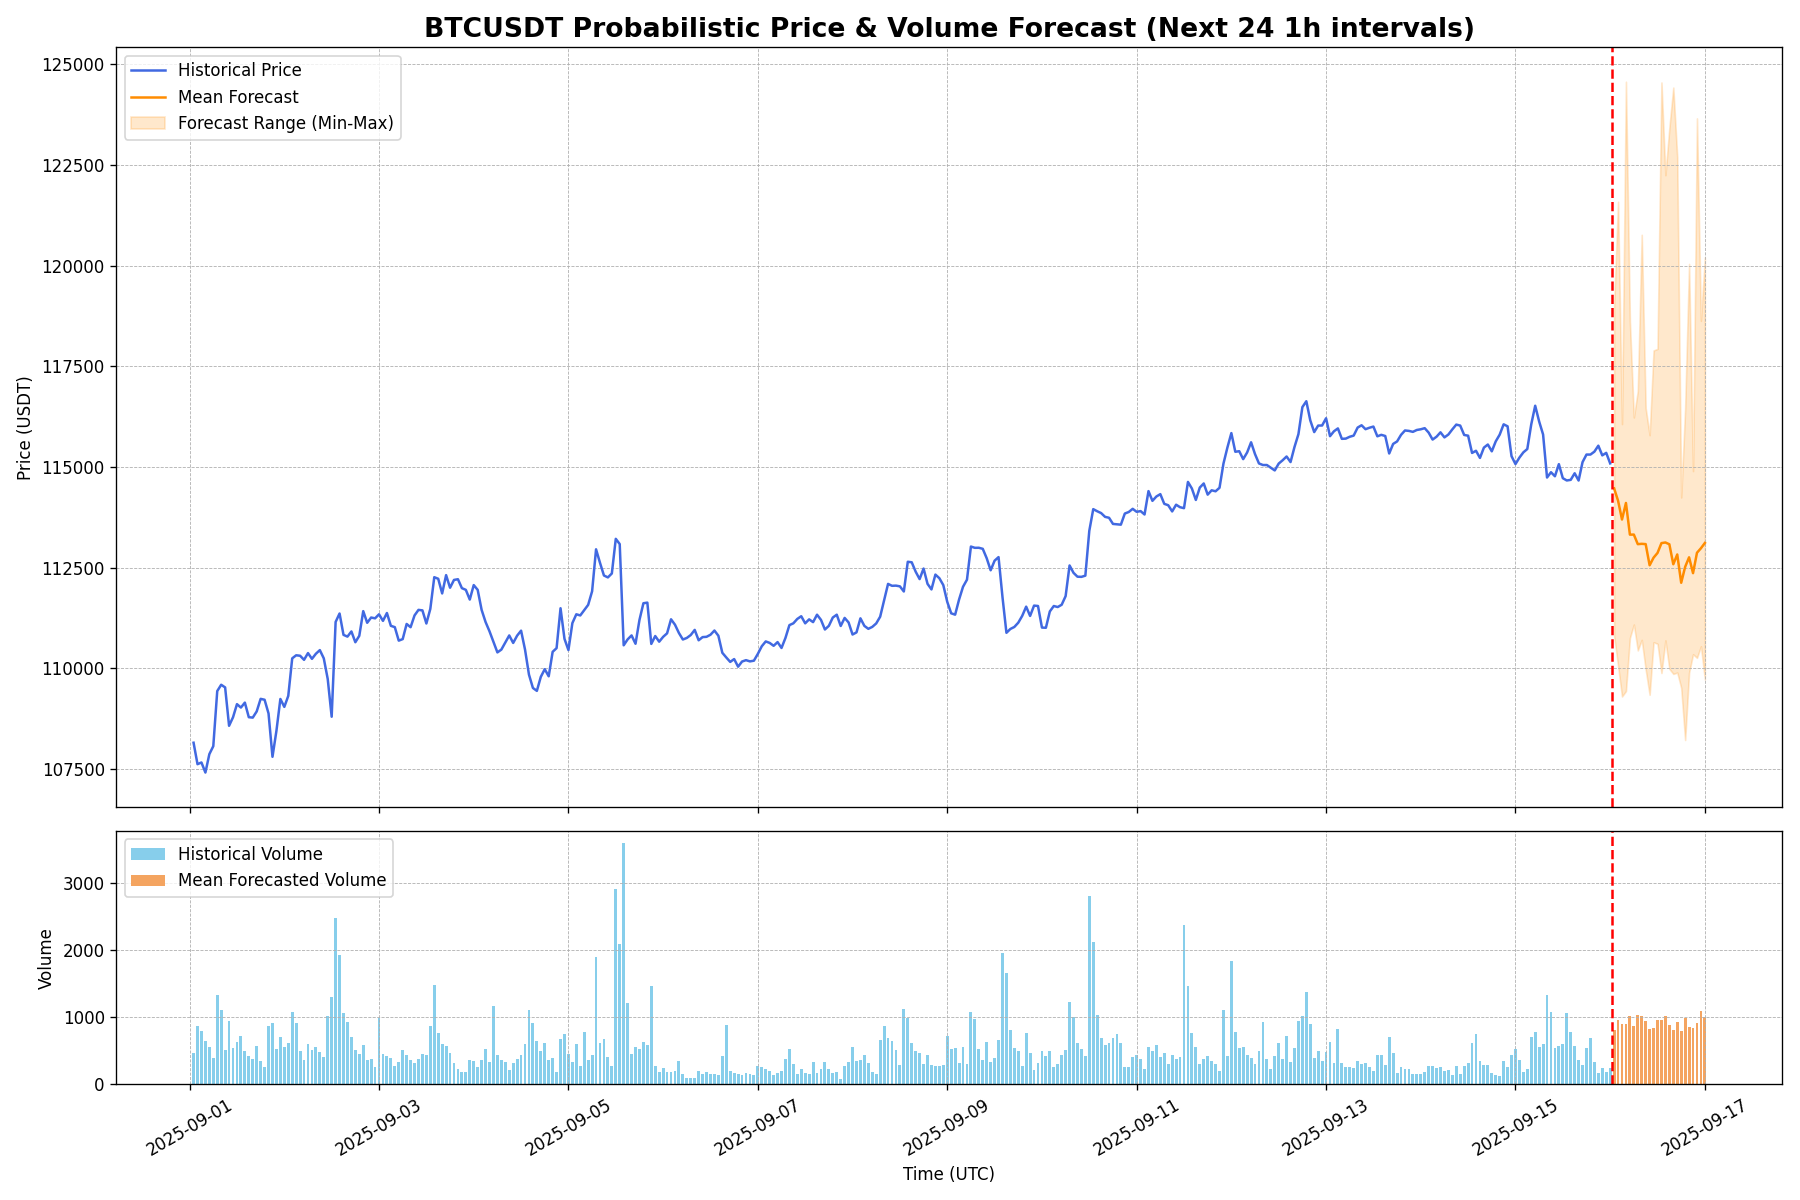 BTCUSDT Probabilistic Price & Volume Forecast (Next 24 1h intervals)
Historical Price
Mean Forecast
Forecast Range (Min-Max)
125000
122500
120000
117500
115000
112500
110000
107500
Price (USDT)
Historical Volume
Mean Forecasted Volume
3000
2000
1000
0
Volume
2025-09-01
2025-09-03
2025-09-05
2025-09-07
2025-09-09
2025-09-11
2025-09-13
2025-09-15
2025-09-17
Time (UTC)